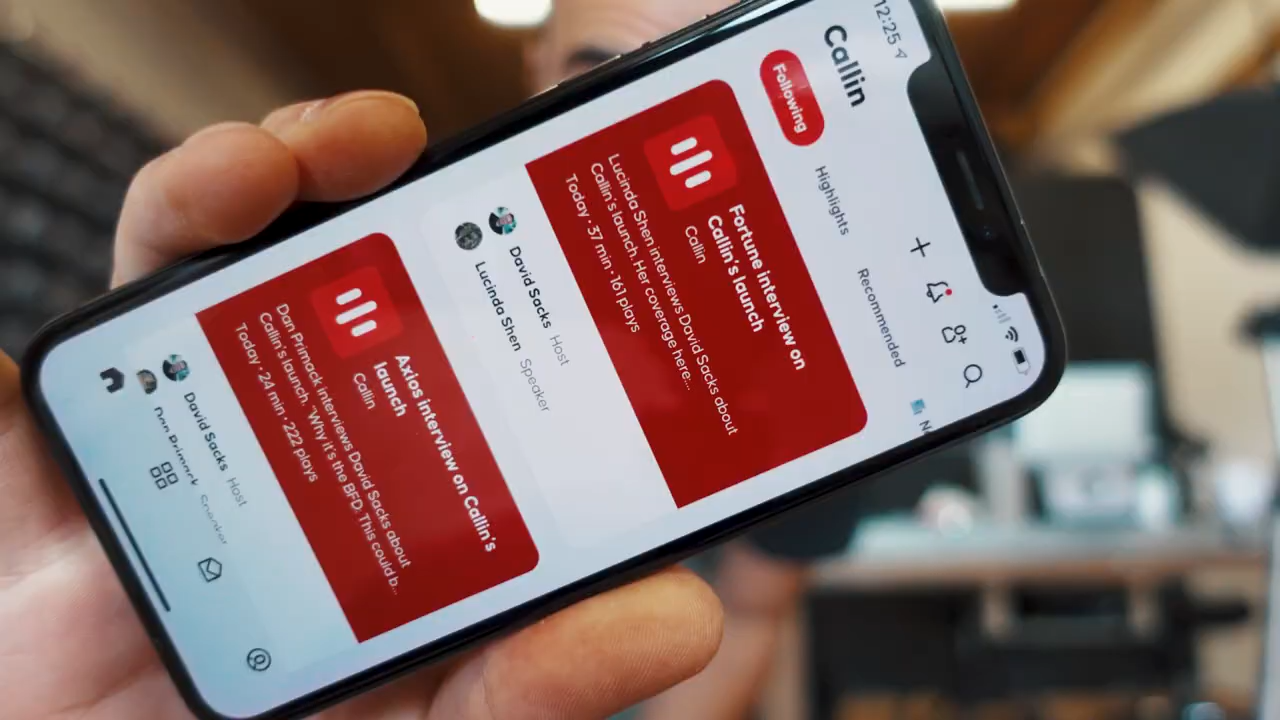 12:25
Callin
Following
Highlights
Recommended
Fortune interview on
Callin's launch
Callin
Lucinda Shen interviews David Sacks about
Callin's launch. Her coverage here...
Today · 37 min · 161 plays
David Sacks Host
Lucinda Shen Speaker
Axios interview on Callin's
launch
Callin
Dan Primack interviews David Sacks about
Callin's launch. "Why it's the BFD: This could b...
Today · 24 min · 222 plays
David Sacks Host
Dan Primack Speaker